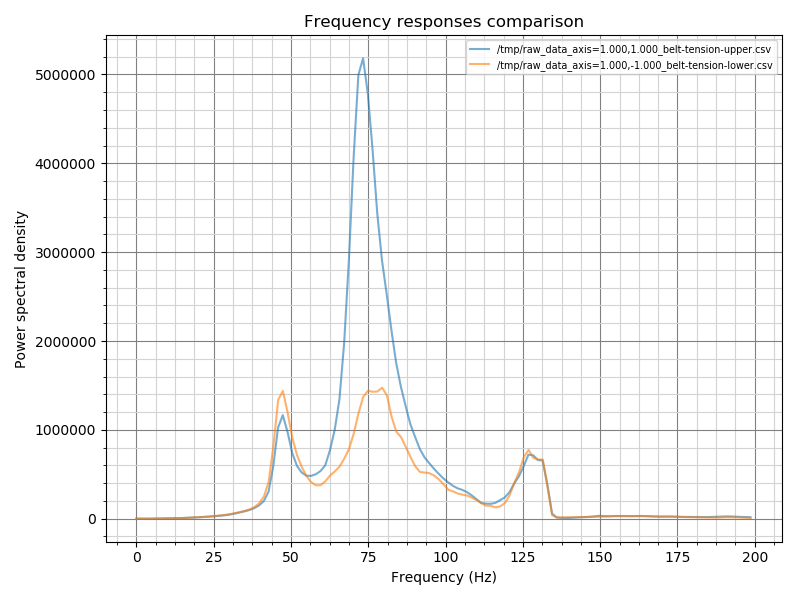 Frequency responses comparison
/tmp/raw_data_axis=1.000,1.000_belt-tension-upper.csv
/tmp/raw_data_axis=1.000,-1.000_belt-tension-lower.csv
Power spectral density
5000000
4000000
3000000
2000000
1000000
0
0 25 50 75 100 125 150 175 200
Frequency (Hz)